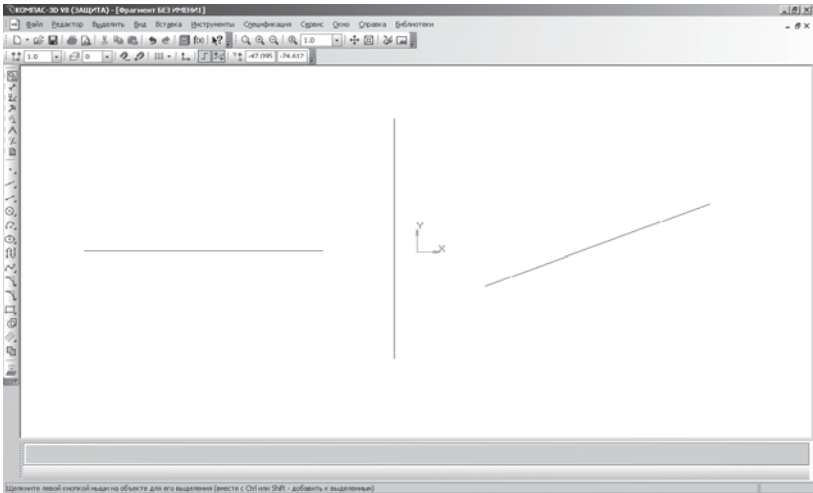 КОМПАС-3D V8 (ЗАЩИТА) - [Фрагмент БЕЗ ИМЕНИ1]
Файл Редактор Выделить Вид Вставка Инструменты Спецификация Сервис Окно Справка Библиотеки
f(x) 1.0
1.0 0 -47.095 -74.612
Y
X
Щелкните левой кнопкой мыши на объекте для его выделения (вместе с Ctrl или Shift - добавить к выделенным)